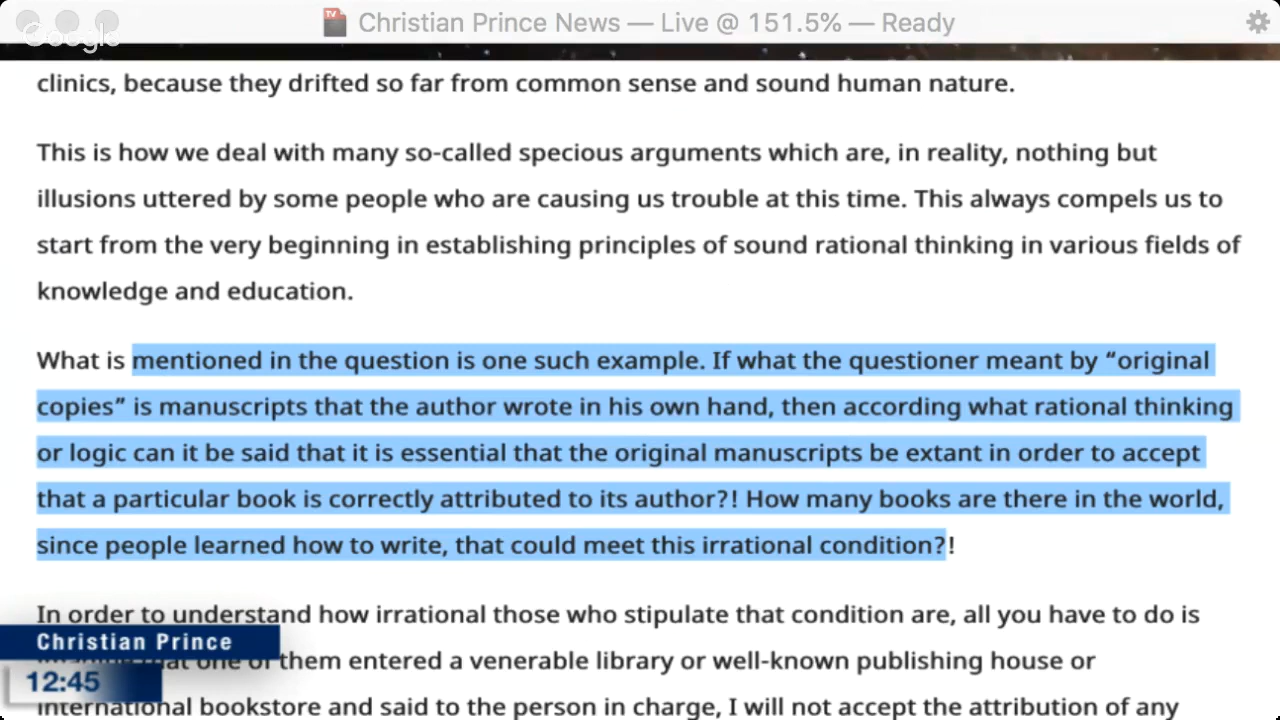 Christian Prince News — Live @ 151.5% — Ready
Google
clinics, because they drifted so far from common sense and sound human nature.
This is how we deal with many so-called specious arguments which are, in reality, nothing but
illusions uttered by some people who are causing us trouble at this time. This always compels us to
start from the very beginning in establishing principles of sound rational thinking in various fields of
knowledge and education.
What is mentioned in the question is one such example. If what the questioner meant by “original
copies” is manuscripts that the author wrote in his own hand, then according what rational thinking
or logic can it be said that it is essential that the original manuscripts be extant in order to accept
that a particular book is correctly attributed to its author?! How many books are there in the world,
since people learned how to write, that could meet this irrational condition?!
In order to understand how irrational those who stipulate that condition are, all you have to do is
Christian Prince
that one of them entered a venerable library or well-known publishing house or
12:45
international bookstore and said to the person in charge, I will not accept the attribution of any